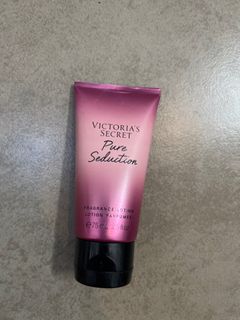 VICTORIA'S
SECRET
Pure
Seduction
FRAGRANCE LOTION
LOTION PARFUMÉE